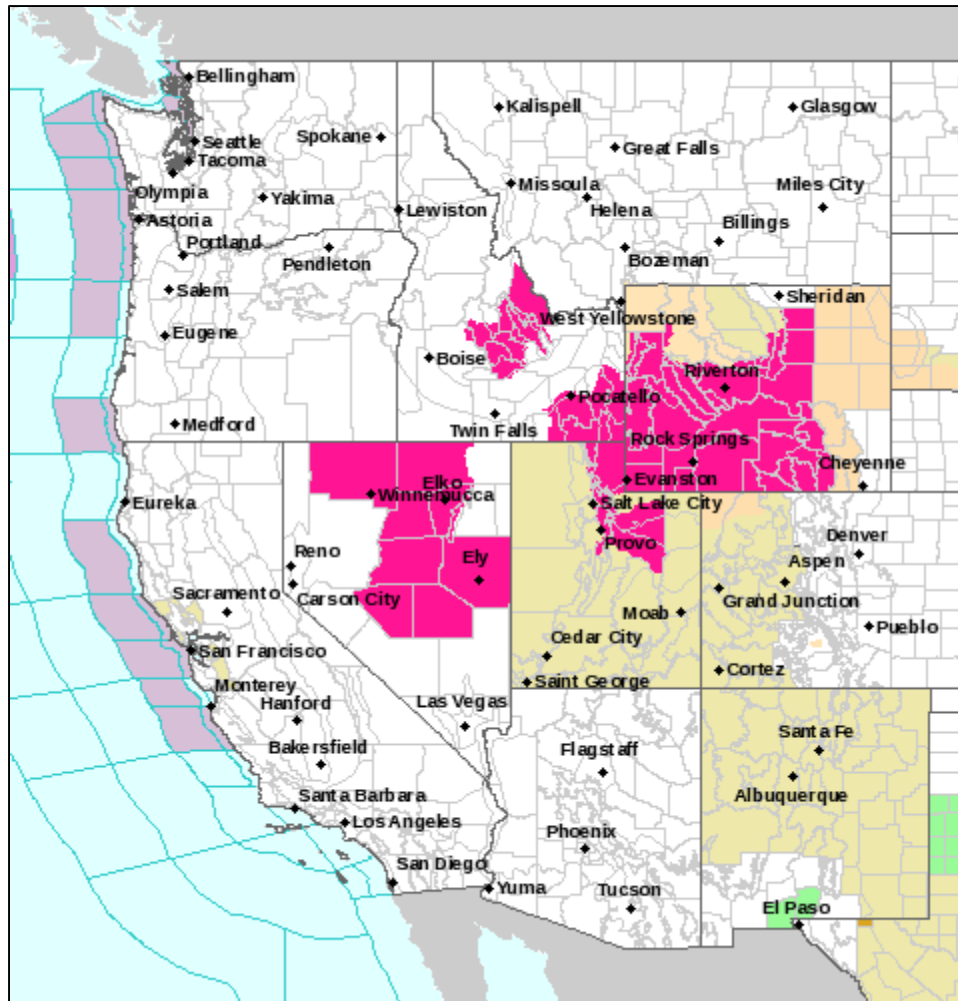 Bellingham
Kalispell
Glasgow
Seattle
Spokane
Great Falls
Tacoma
Olympia
Missoula
Miles City
Yakima
Helena
Lewiston
Astoria
Billings
Portland
Bozeman
Pendleton
Salem
Sheridan
West Yellowstone
Eugene
Boise
Riverton
Pocatello
Medford
Twin Falls
Rock Springs
Cheyenne
Elko
Evanston
Winnemucca
Eureka
Salt Lake City
Denver
Provo
Reno
Ely
Aspen
Sacramento
Carson City
Grand Junction
Moab
Pueblo
Cedar City
San Francisco
Cortez
Saint George
Monterey
Hanford
Las Vegas
Santa Fe
Bakersfield
Flagstaff
Albuquerque
Santa Barbara
Los Angeles
Phoenix
San Diego
Yuma
Tucson
El Paso